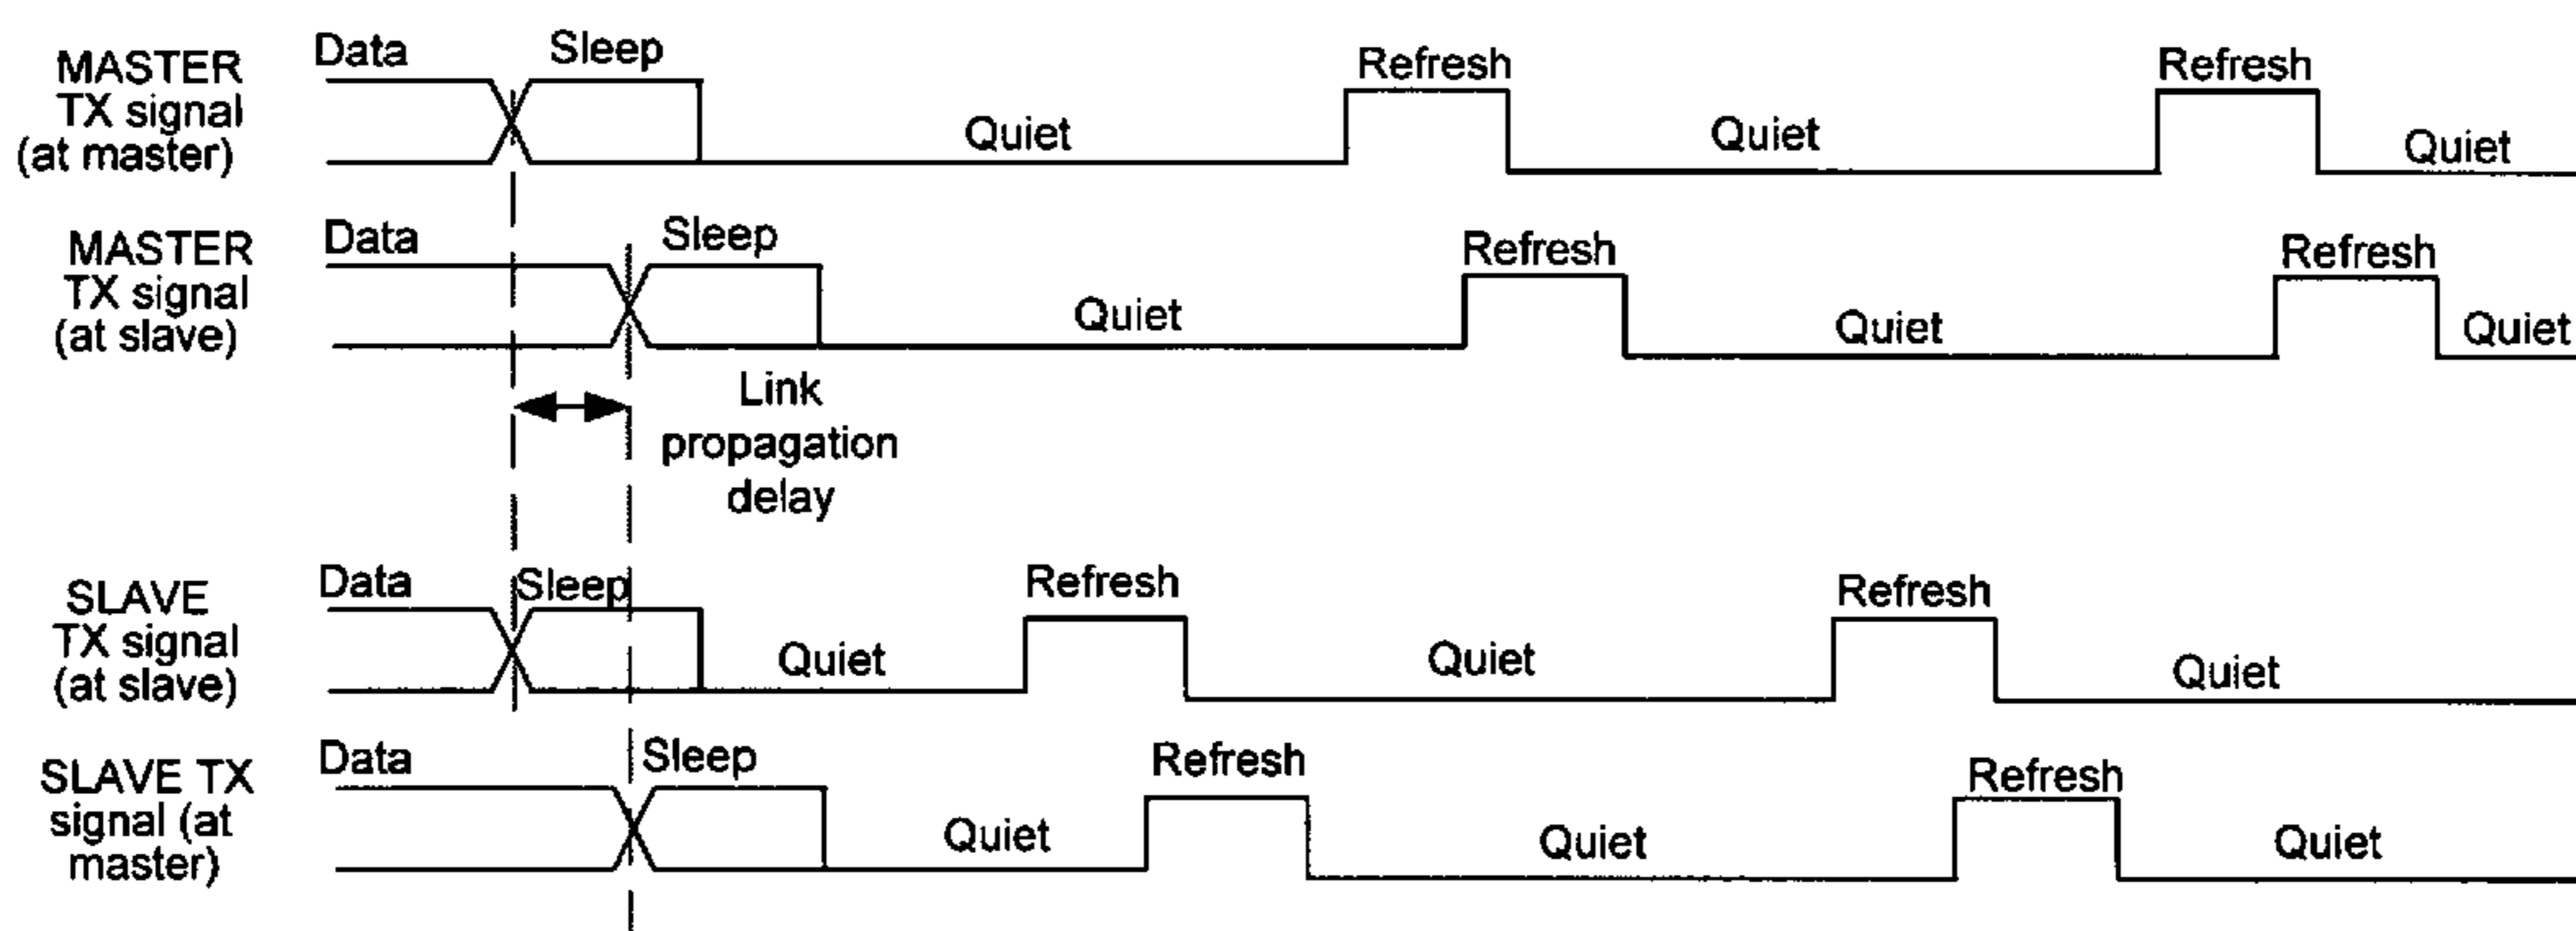 MASTER
TX signal
(at master)
Data
Sleep
Quiet
Refresh
Quiet
Refresh
Quiet
MASTER
TX signal
(at slave)
Data
Sleep
Quiet
Refresh
Quiet
Refresh
Quiet
Link
propagation
delay
SLAVE
TX signal
(at slave)
Data
Sleep
Quiet
Refresh
Quiet
Refresh
Quiet
SLAVE TX
signal (at
master)
Data
Sleep
Quiet
Refresh
Quiet
Refresh
Quiet